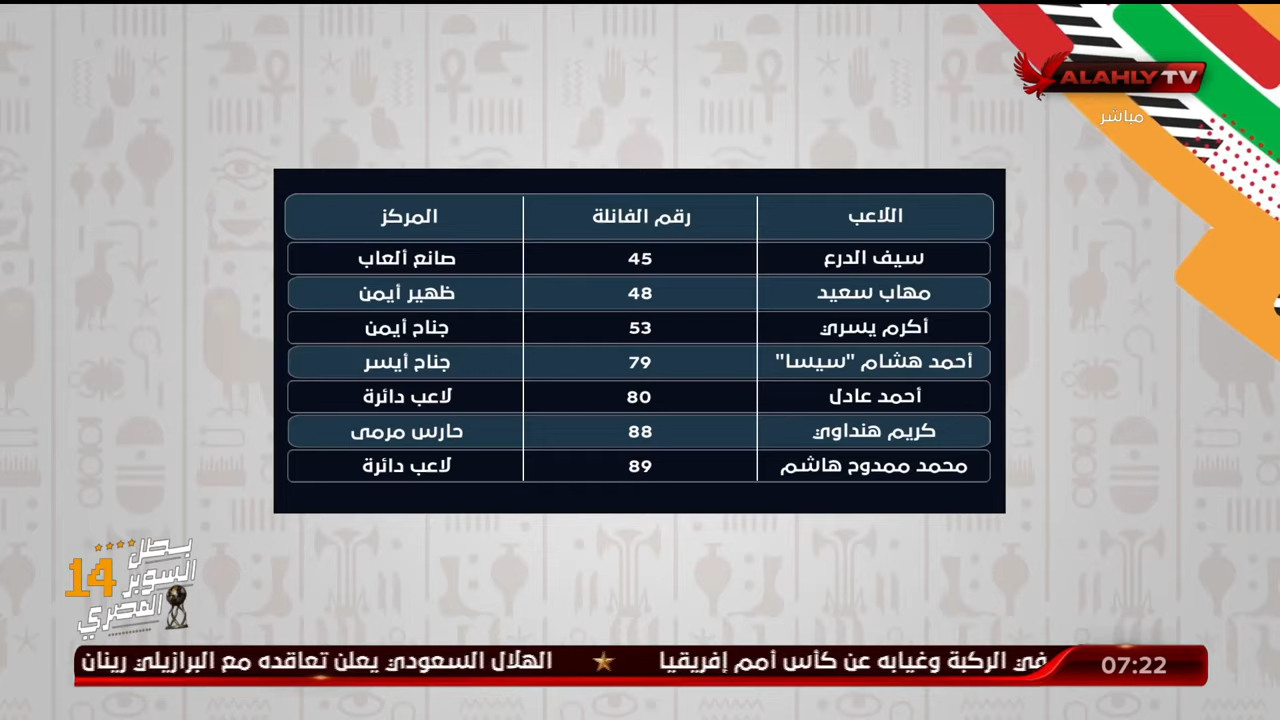 ALAHLY TV
مباشر
اللاعب رقم الفانلة المركز
سيف الدرع 45 صانع ألعاب
مهاب سعيد 48 ظهير أيمن
أكرم يسري 53 جناح أيمن
أحمد هشام "سيسا" 79 جناح أيسر
أحمد عادل 80 لاعب دائرة
كريم هنداوي 88 حارس مرمى
محمد ممدوح هاشم 89 لاعب دائرة
بطل
السوبر 14
المصري
07:22 في الركبة وغيابه عن كأس أمم إفريقيا الهلال السعودي يعلن تعاقده مع البرازيلي رينان